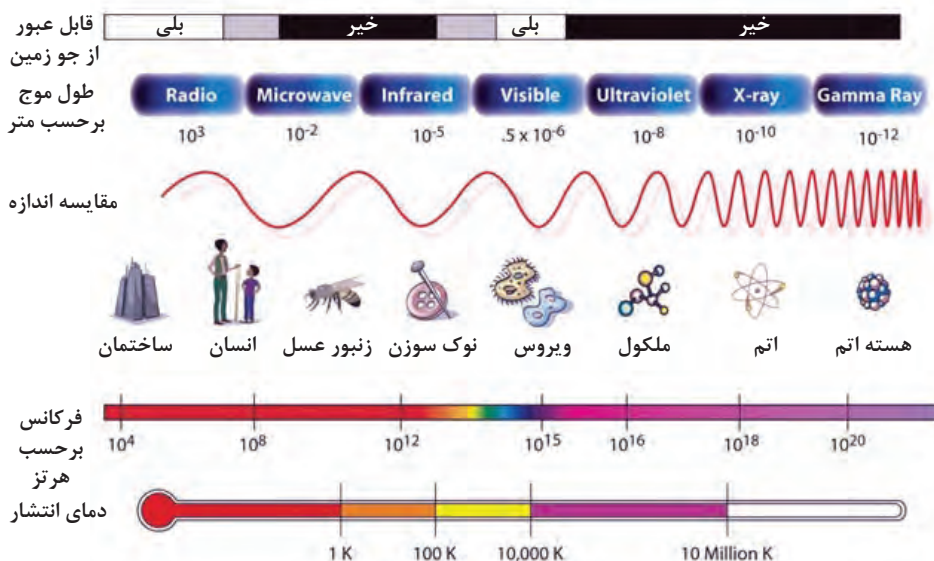 قابل عبور
از جو زمین
بلی خیر بلی خیر
طول موج
برحسب متر
Radio Microwave Infrared Visible Ultraviolet X-ray Gamma Ray
10³ 10⁻² 10⁻⁵ .5 x 10⁻⁶ 10⁻⁸ 10⁻¹⁰ 10⁻¹²
مقایسه اندازه
ساختمان انسان زنبور عسل نوک سوزن ویروس ملکول اتم هسته اتم
فرکانس
برحسب
هرتز
10⁴ 10⁸ 10¹² 10¹⁵ 10¹⁶ 10¹⁸ 10²⁰
دمای انتشار
1 K 100 K 10,000 K 10 Million K